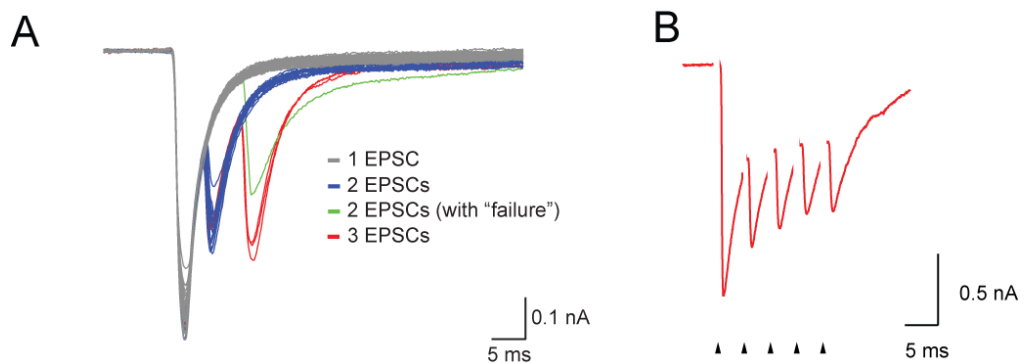 A
B
1 EPSC
2 EPSCs
2 EPSCs (with “failure”)
3 EPSCs
0.1 nA
5 ms
0.5 nA
5 ms